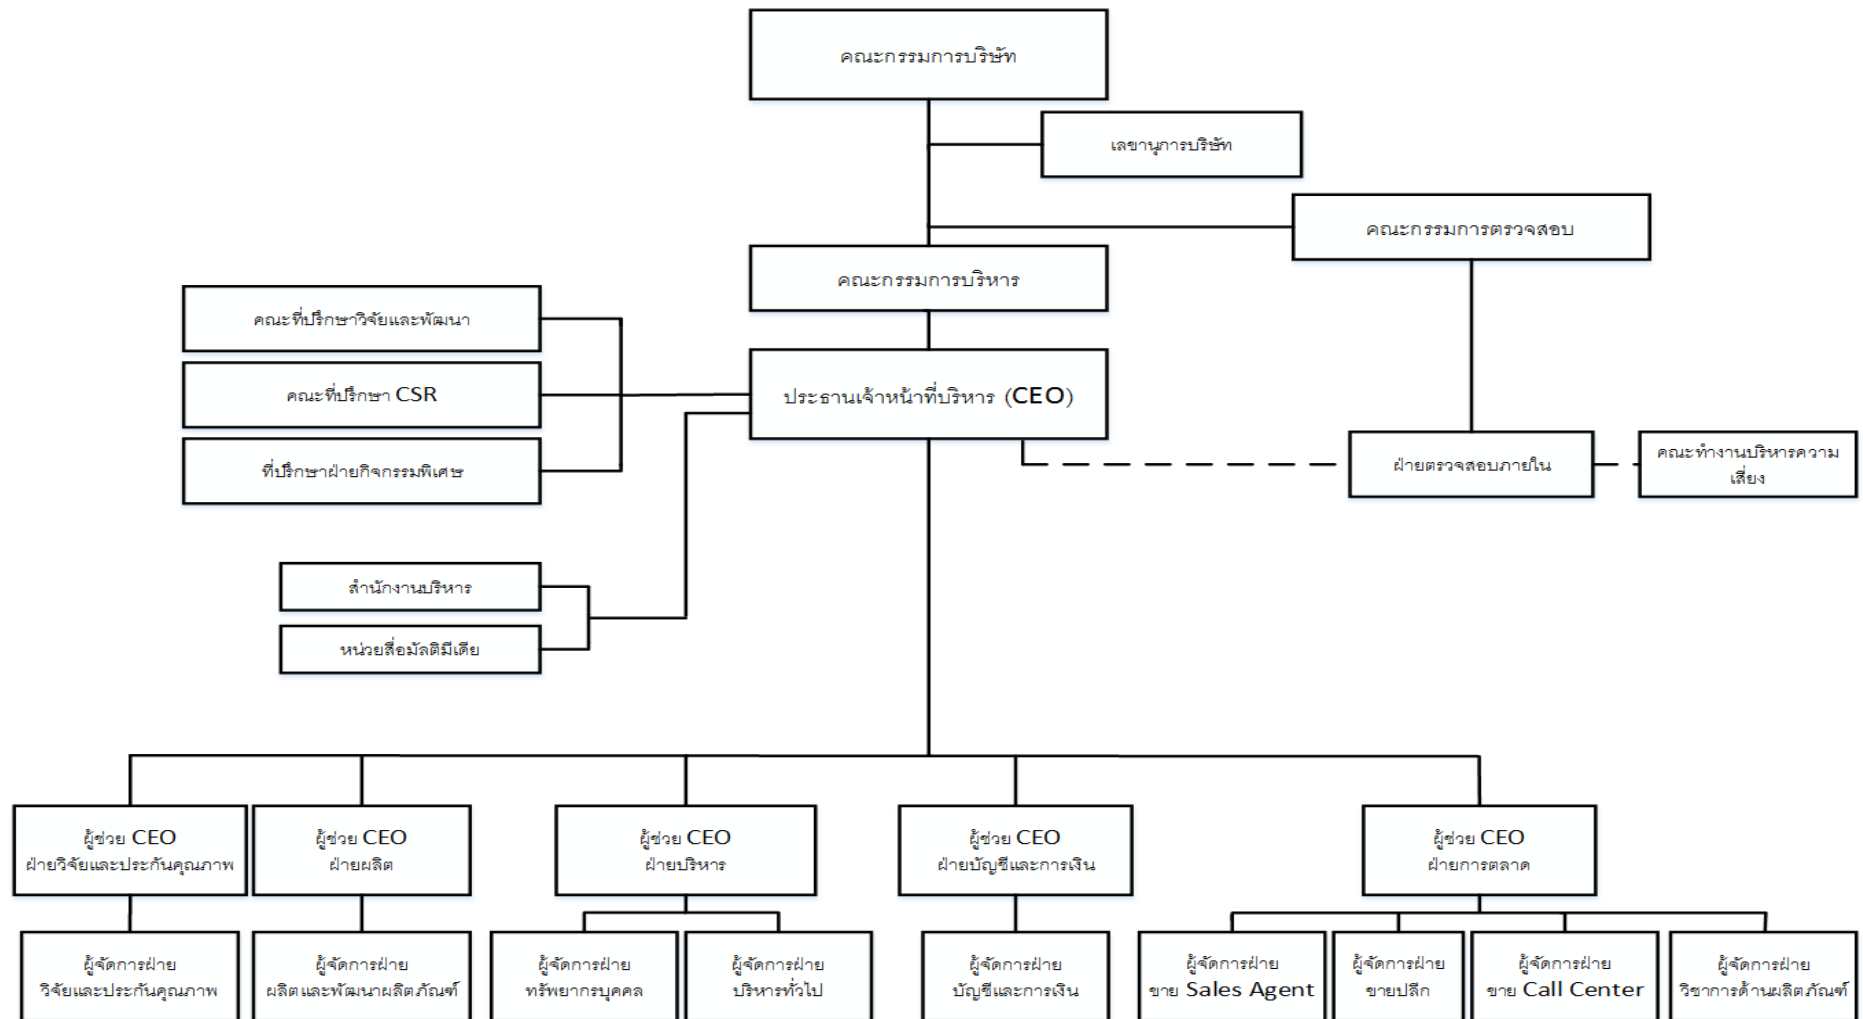 คณะกรรมการบริษัท
เลขานุการบริษัท
คณะกรรมการตรวจสอบ
คณะกรรมการบริหาร
คณะที่ปรึกษาวิจัยและพัฒนา
คณะที่ปรึกษา CSR
ที่ปรึกษาฝ่ายกิจกรรมพิเศษ
ประธานเจ้าหน้าที่บริหาร (CEO)
ฝ่ายตรวจสอบภายใน
คณะทำงานบริหารความ
เสี่ยง
สำนักงานบริหาร
หน่วยสื่อมัลติมีเดีย
ผู้ช่วย CEO
ฝ่ายวิจัยและประกันคุณภาพ
ผู้ช่วย CEO
ฝ่ายผลิต
ผู้ช่วย CEO
ฝ่ายบริหาร
ผู้ช่วย CEO
ฝ่ายบัญชีและการเงิน
ผู้ช่วย CEO
ฝ่ายการตลาด
ผู้จัดการฝ่าย
วิจัยและประกันคุณภาพ
ผู้จัดการฝ่าย
ผลิตและพัฒนาผลิตภัณฑ์
ผู้จัดการฝ่าย
ทรัพยากรบุคคล
ผู้จัดการฝ่าย
บริหารทั่วไป
ผู้จัดการฝ่าย
บัญชีและการเงิน
ผู้จัดการฝ่าย
ขาย Sales Agent
ผู้จัดการฝ่าย
ขายปลีก
ผู้จัดการฝ่าย
ขาย Call Center
ผู้จัดการฝ่าย
วิชาการด้านผลิตภัณฑ์